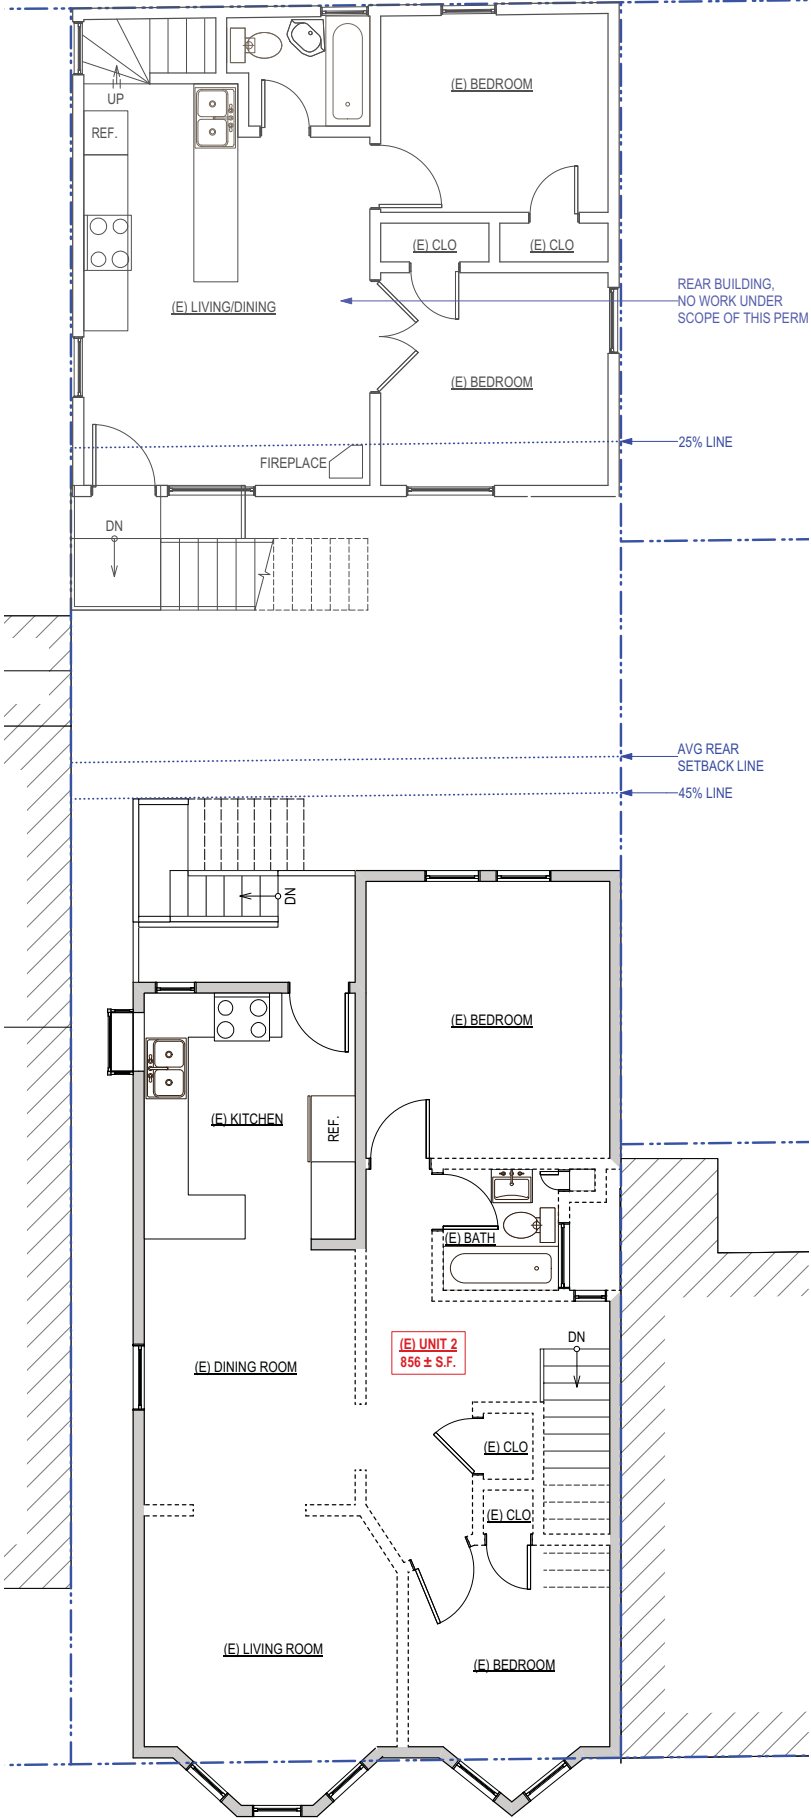 (E) BEDROOM
UP
REF.
(E) CLO
(E) CLO
REAR BUILDING,
NO WORK UNDER
SCOPE OF THIS PERM
(E) LIVING/DINING
(E) BEDROOM
25% LINE
FIREPLACE
DN
AVG REAR
SETBACK LINE
45% LINE
DN
(E) BEDROOM
(E) KITCHEN
REF.
(E) BATH
(E) UNIT 2
856 ± S.F.
DN
(E) DINING ROOM
(E) CLO
(E) CLO
(E) LIVING ROOM
(E) BEDROOM